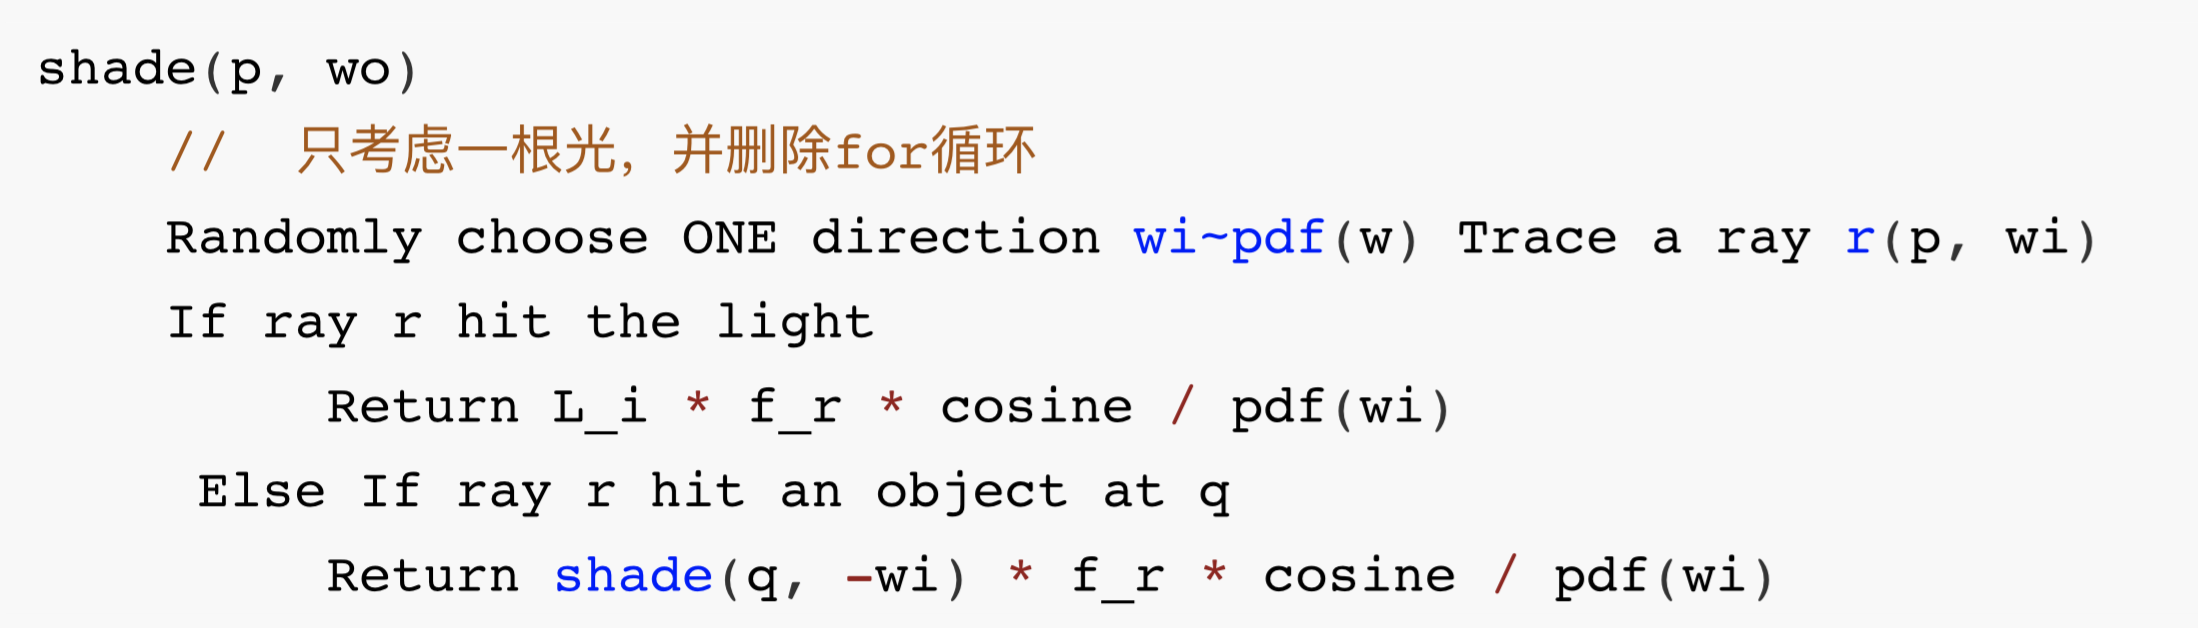 shade(p, wo)
//  只考虑一根光，并删除for循环
Randomly choose ONE direction wi~pdf(w) Trace a ray r(p, wi)
If ray r hit the light
Return L_i * f_r * cosine / pdf(wi)
Else If ray r hit an object at q
Return shade(q, -wi) * f_r * cosine / pdf(wi)